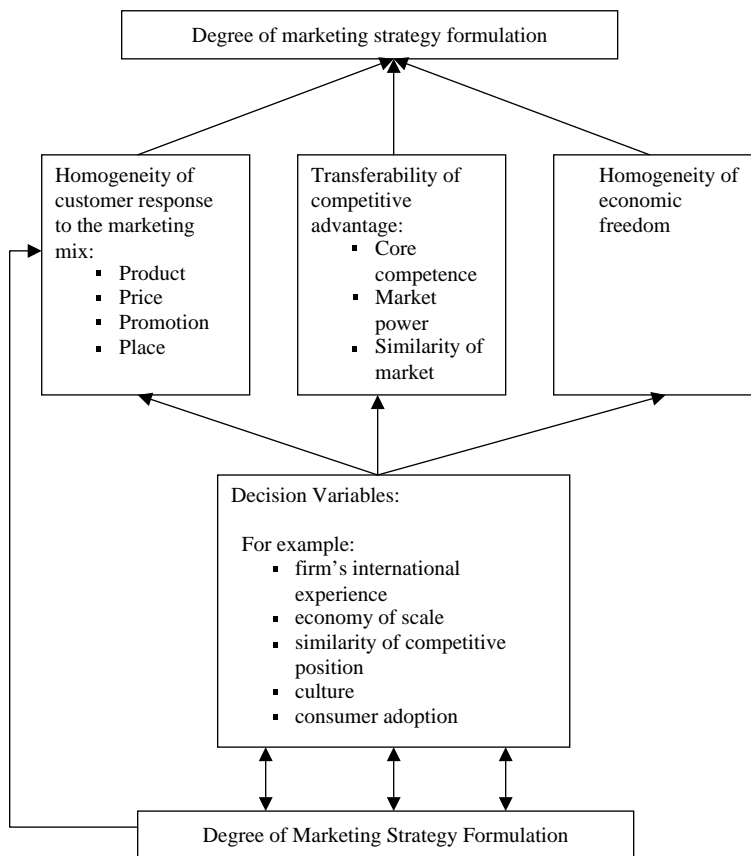 Degree of marketing strategy formulation
Homogeneity of
customer response
to the marketing
mix:
▪ Product
▪ Price
▪ Promotion
▪ Place
Transferability of
competitive
advantage:
▪ Core
competence
▪ Market
power
▪ Similarity of
market
Homogeneity of
economic
freedom
Decision Variables:
For example:
▪ firm’s international
experience
▪ economy of scale
▪ similarity of competitive
position
▪ culture
▪ consumer adoption
Degree of Marketing Strategy Formulation